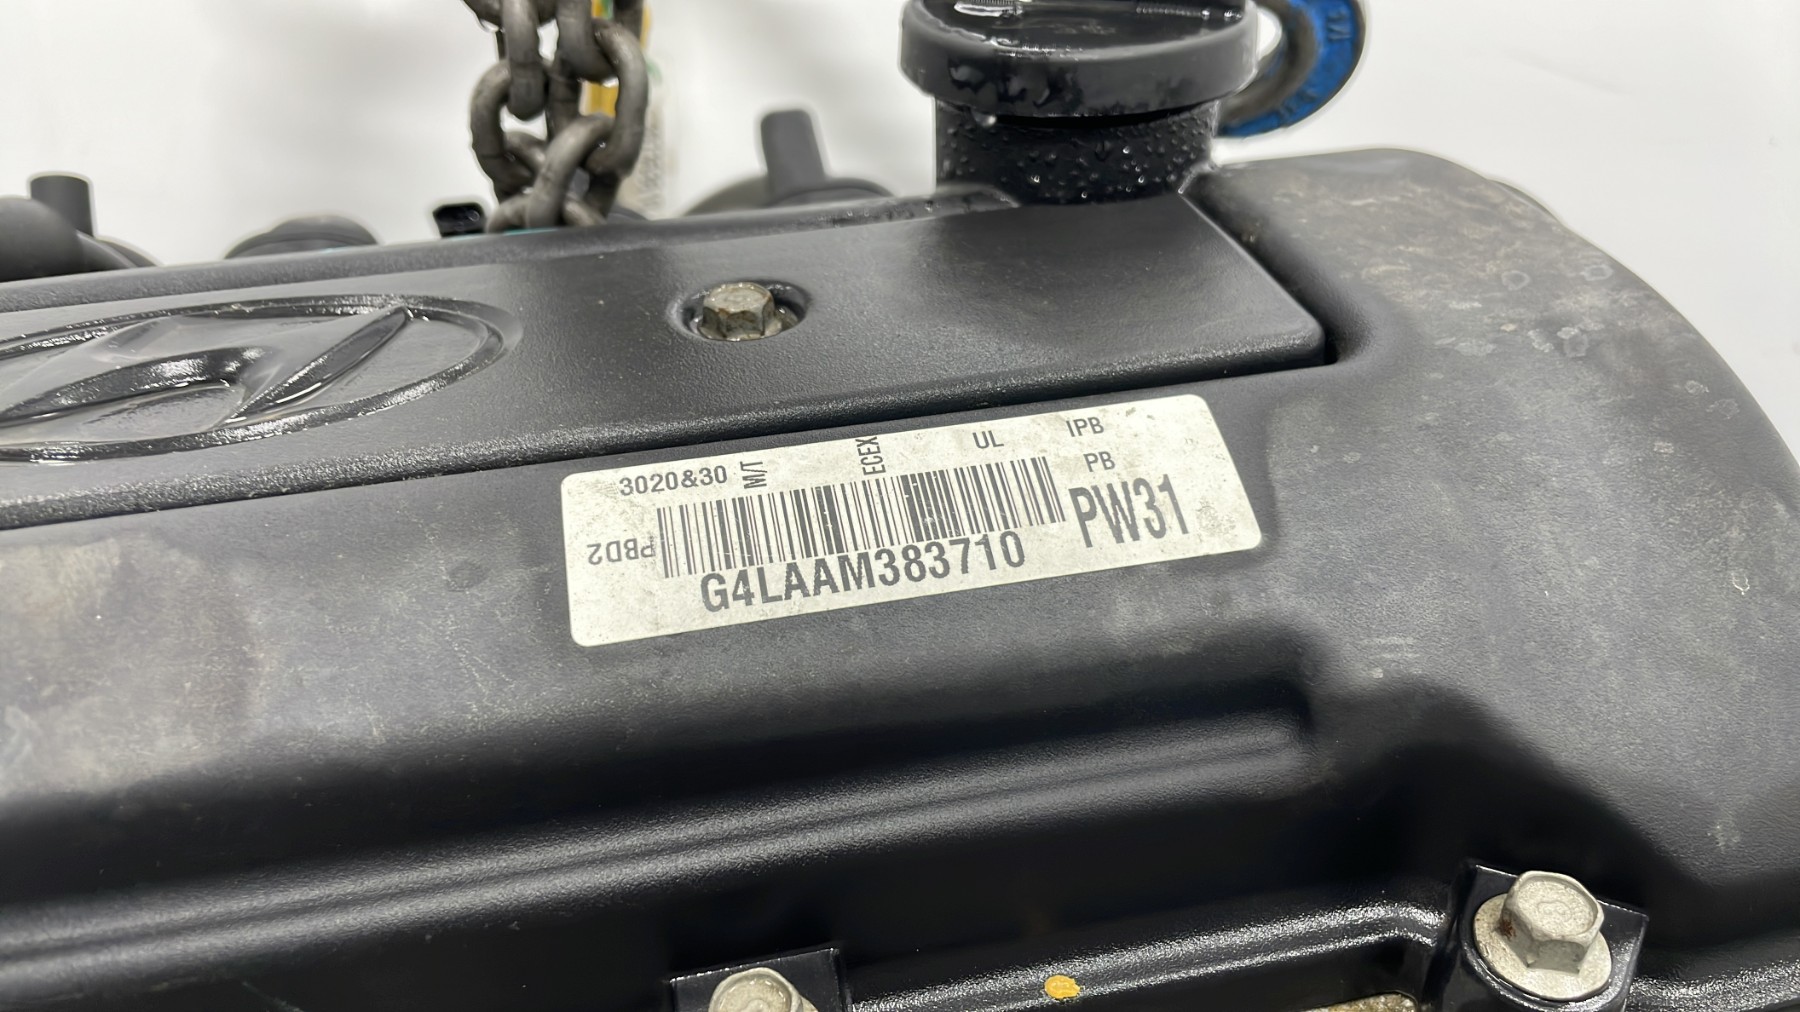 3020&30 M/T ECEX UL IPB
PB
PBD2
PW31
G4LAAM383710